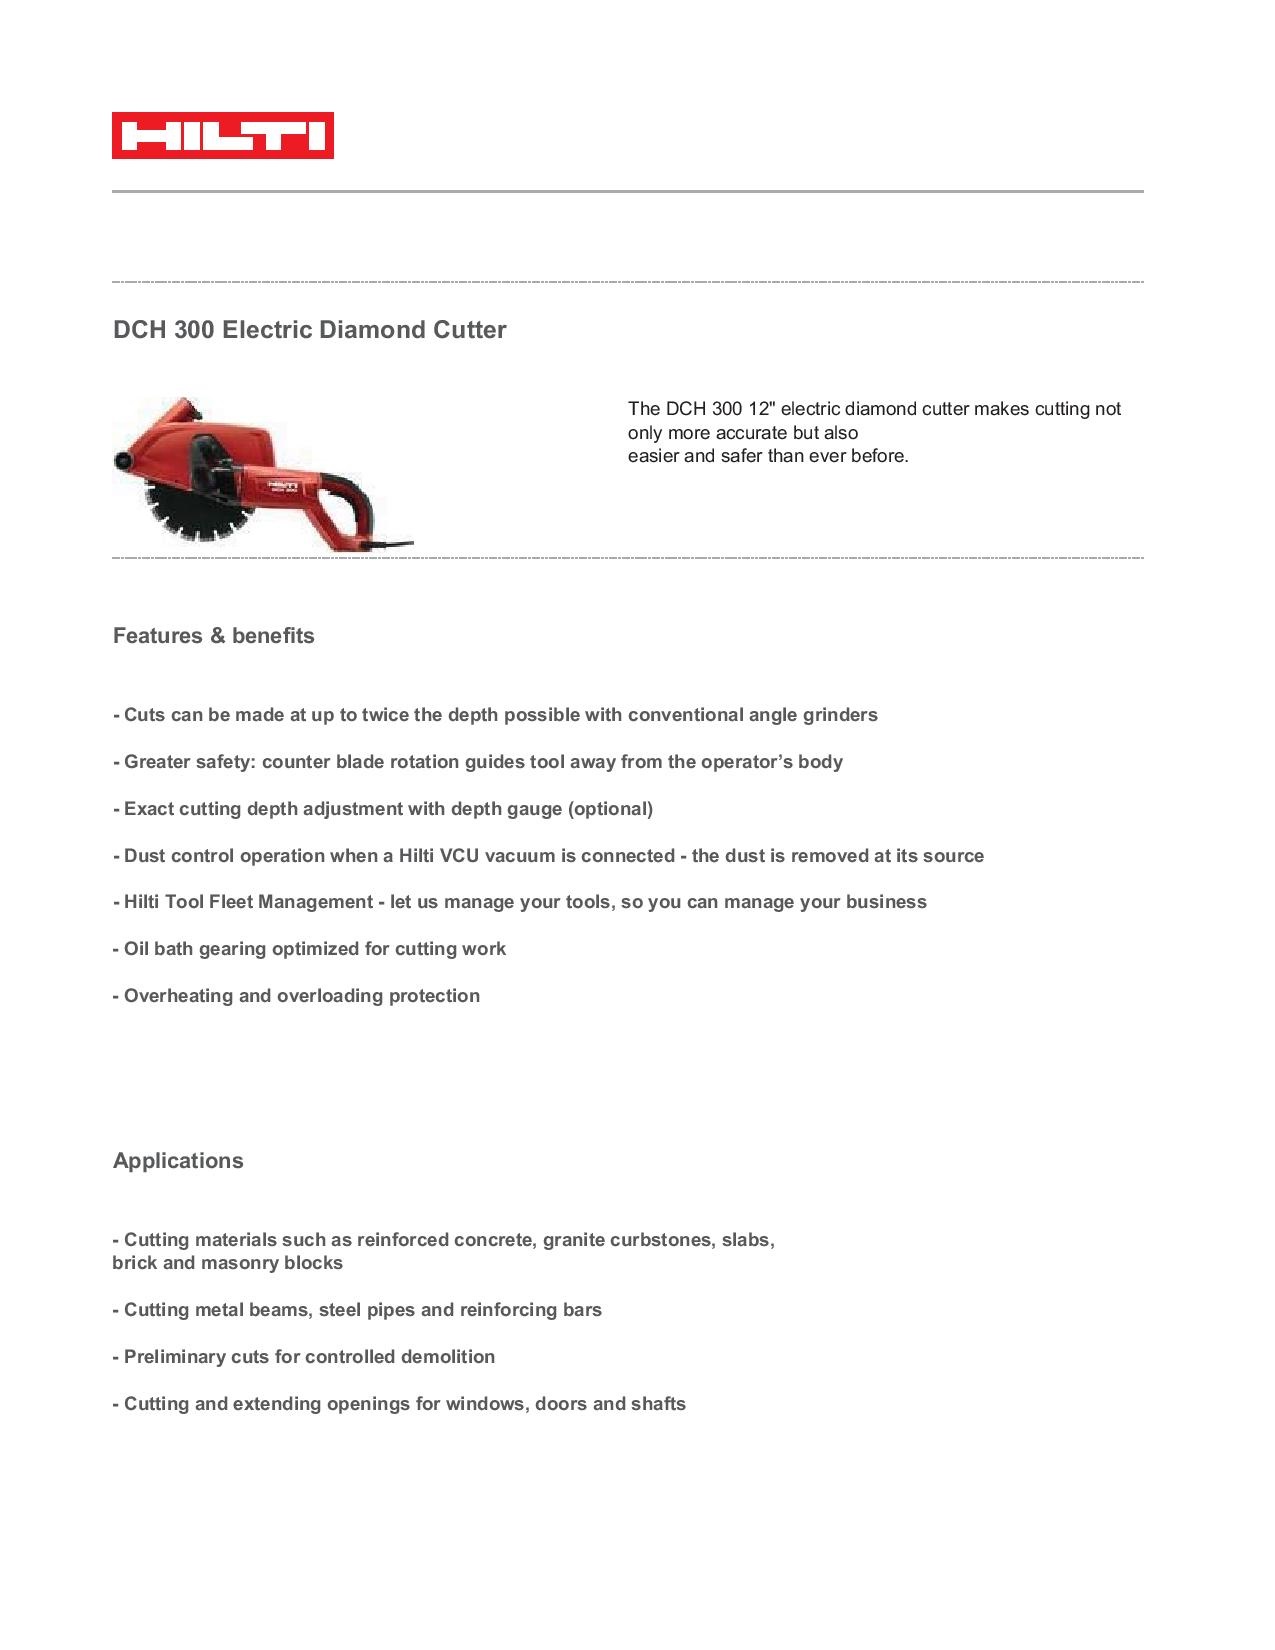 HILTI
DCH 300 Electric Diamond Cutter
The DCH 300 12" electric diamond cutter makes cutting not
only more accurate but also
easier and safer than ever before.
HILTI
DCH 300
Features & benefits
- Cuts can be made at up to twice the depth possible with conventional angle grinders
- Greater safety: counter blade rotation guides tool away from the operator’s body
- Exact cutting depth adjustment with depth gauge (optional)
- Dust control operation when a Hilti VCU vacuum is connected - the dust is removed at its source
- Hilti Tool Fleet Management - let us manage your tools, so you can manage your business
- Oil bath gearing optimized for cutting work
- Overheating and overloading protection
Applications
- Cutting materials such as reinforced concrete, granite curbstones, slabs,
brick and masonry blocks
- Cutting metal beams, steel pipes and reinforcing bars
- Preliminary cuts for controlled demolition
- Cutting and extending openings for windows, doors and shafts